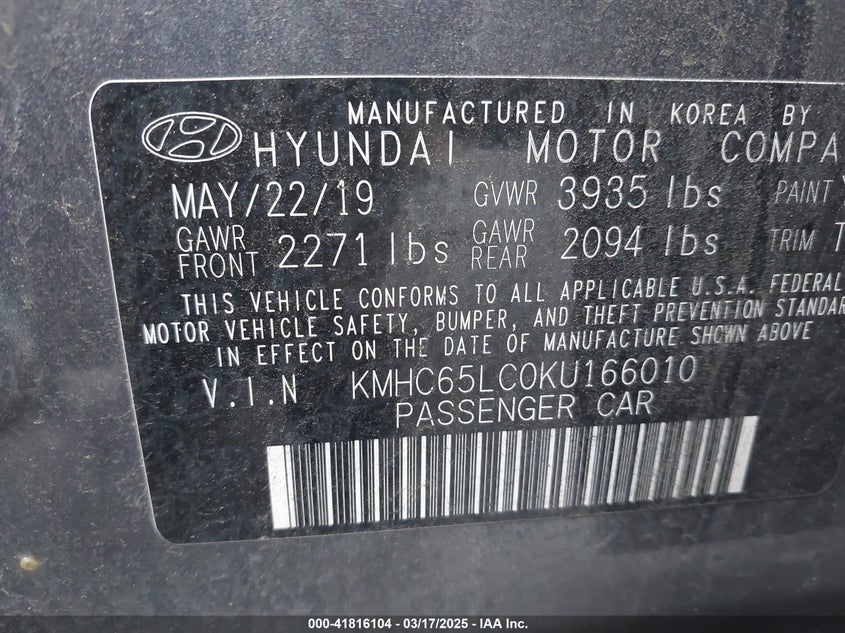 MANUFACTURED IN KOREA BY
HYUNDAI MOTOR COMPA
MAY/22/19 GVWR 3935 lbs PAINT
GAWR FRONT 2271 lbs GAWR REAR 2094 lbs TRIM T
THIS VEHICLE CONFORMS TO ALL APPLICABLE U.S.A. FEDERAL
MOTOR VEHICLE SAFETY, BUMPER, AND THEFT PREVENTION STANDAR
IN EFFECT ON THE DATE OF MANUFACTURE SHOWN ABOVE
V.I.N KMHC65LC0KU166010
PASSENGER CAR
000-41816104 - 03/17/2025 - IAA Inc.